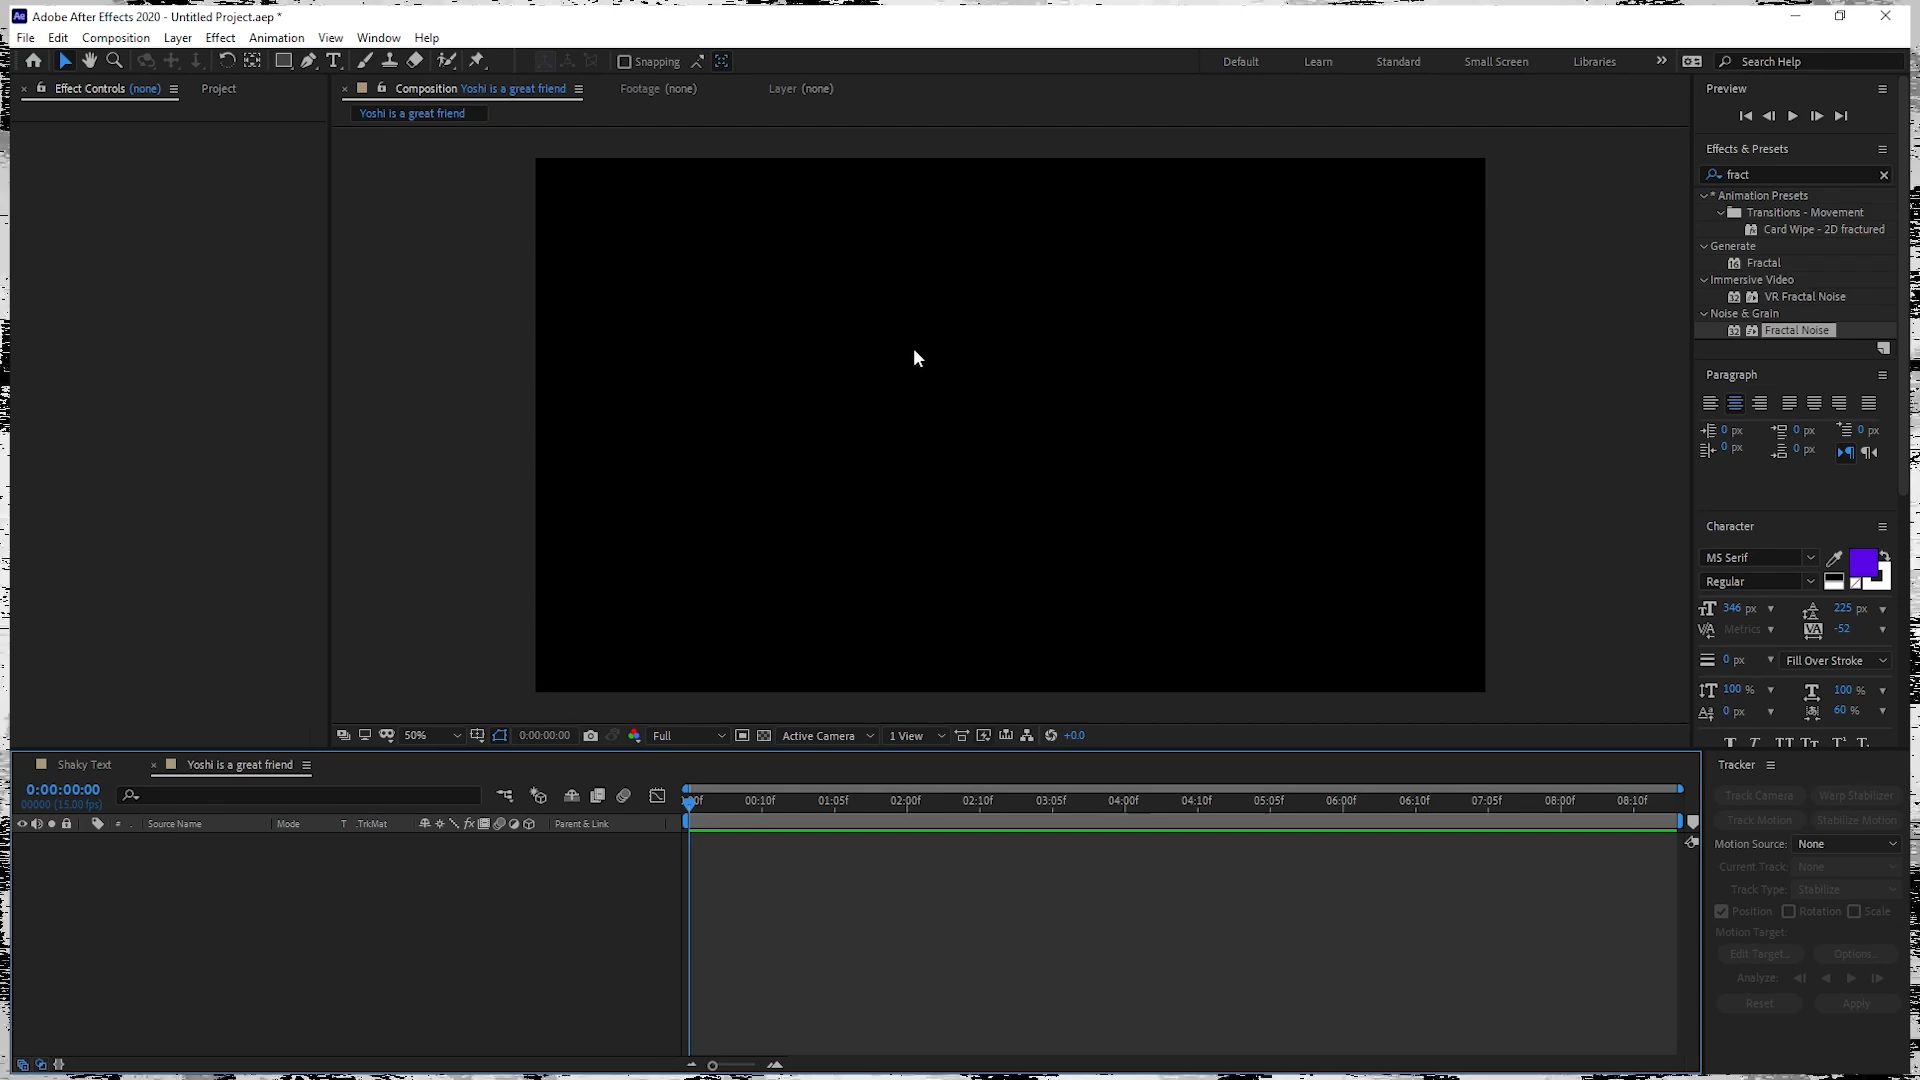 Adobe After Effects 2020 - Untitled Project.aep *
File Edit Composition Layer Effect Animation View Window Help
Snapping
Default Learn Standard Small Screen Libraries Search Help
Effect Controls (none) Project
Composition Yoshi is a great friend Footage (none) Layer (none)
Yoshi is a great friend
Preview
Effects & Presets
fract
* Animation Presets
Transitions - Movement
Card Wipe - 2D fractured
Generate
Fractal
Immersive Video
VR Fractal Noise
Noise & Grain
Fractal Noise
Paragraph
0 px 0 px 0 px
0 px 0 px
Character
MS Serif
Regular
346 px 225 px
Metrics -52
0 px Fill Over Stroke
100 % 100 %
0 px 60 %
50% 0:00:00:00 Full Active Camera 1 View +0.0
Shaky Text Yoshi is a great friend
0:00:00:00
00000 (15.00 fps)
00:10f 01:05f 02:00f 02:10f 03:05f 04:00f 04:10f 05:05f 06:00f 06:10f 07:05f 08:00f 08:10f
# Source Name Mode T .TrkMat Parent & Link
Tracker
Track Camera Warp Stabilizer
Track Motion Stabilize Motion
Motion Source: None
Current Track: None
Track Type: Stabilize
Position Rotation Scale
Motion Target:
Edit Target... Options...
Analyze:
Reset Apply